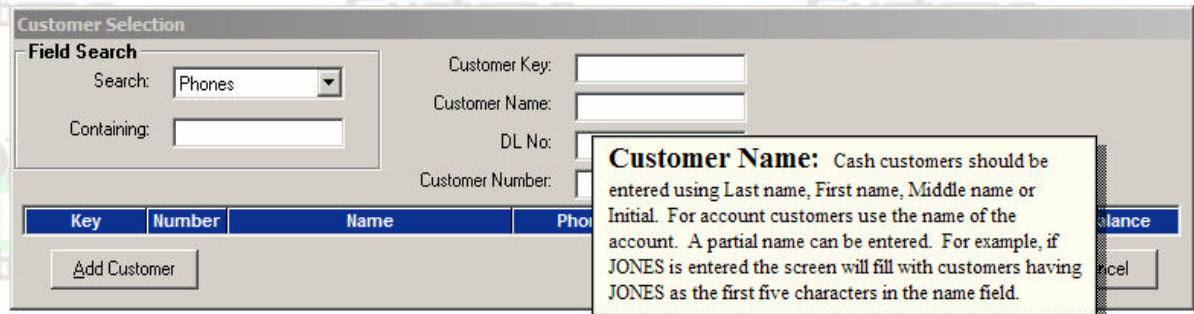 Customer Selection
Field Search
Search: Phones
Containing:
Customer Key:
Customer Name:
DL No:
Customer Number:
Customer Name: Cash customers should be
entered using Last name, First name, Middle name or
Initial. For account customers use the name of the
account. A partial name can be entered. For example, if
JONES is entered the screen will fill with customers having
JONES as the first five characters in the name field.
Key Number Name
Add Customer